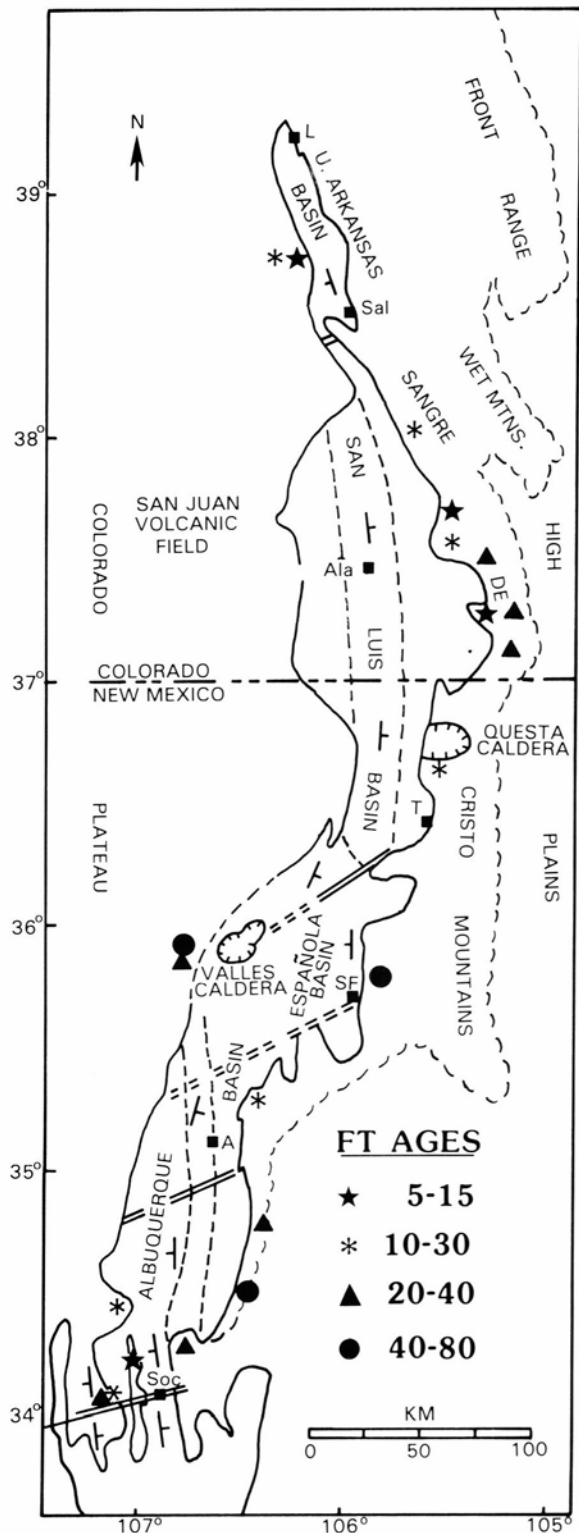 FRONT
RANGE
N
L
U. ARKANSAS
BASIN
39°
Sal
WET MTNS.
SANGRE
38°
SAN
SAN JUAN
VOLCANIC
FIELD
COLORADO
HIGH
DE
Ala
LUIS
37°
COLORADO
NEW MEXICO
QUESTA
CALDERA
BASIN
T
CRISTO
PLATEAU
PLAINS
36°
VALLES
CALDERA
ESPAÑOLA
BASIN
MOUNTAINS
SF
BASIN
A
35°
ALBUQUERQUE
FT AGES
5-15
10-30
20-40
40-80
Soc
34°
KM
0 50 100
107° 106° 105°